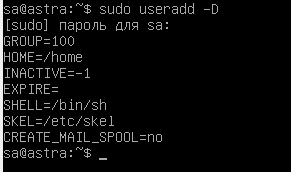 sa@astra:~$ sudo useradd -D
[sudo] пароль для sa:
GROUP=100
HOME=/home
INACTIVE=-1
EXPIRE=
SHELL=/bin/sh
SKEL=/etc/skel
CREATE_MAIL_SPOOL=no
sa@astra:~$ _